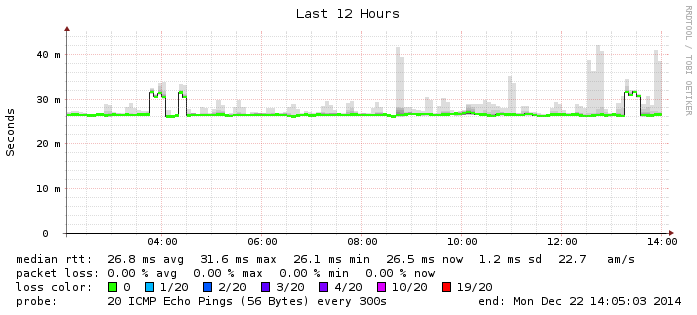 Last 12 Hours
RRDTOOL / TOBI OETIKER
Seconds
40 m
30 m
20 m
10 m
0
04:00 06:00 08:00 10:00 12:00 14:00
median rtt: 26.8 ms avg 31.6 ms max 26.1 ms min 26.5 ms now 1.2 ms sd 22.7 am/s
packet loss: 0.00 % avg 0.00 % max 0.00 % min 0.00 % now
loss color: 0 1/20 2/20 3/20 4/20 10/20 19/20
probe: 20 ICMP Echo Pings (56 Bytes) every 300s end: Mon Dec 22 14:05:03 2014